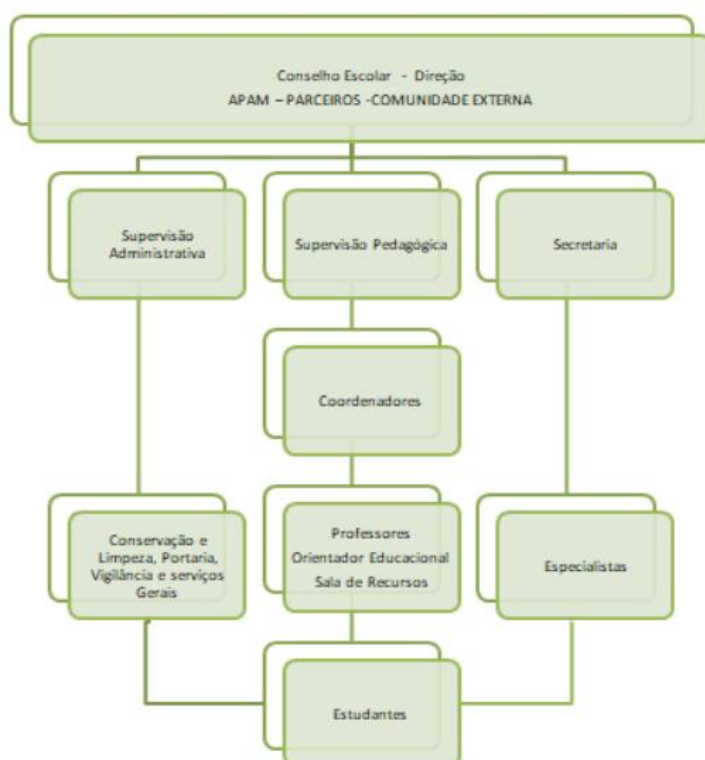 Conselho Escolar - Direção
APAM – PARCEIROS -COMUNIDADE EXTERNA
Supervisão
Administrativa
Supervisão Pedagógica
Secretaria
Coordenadores
Conservação e
Limpeza, Portaria,
Vigilância e serviços
Gerais
Professores
Orientador Educacional
Sala de Recursos
Especialistas
Estudantes